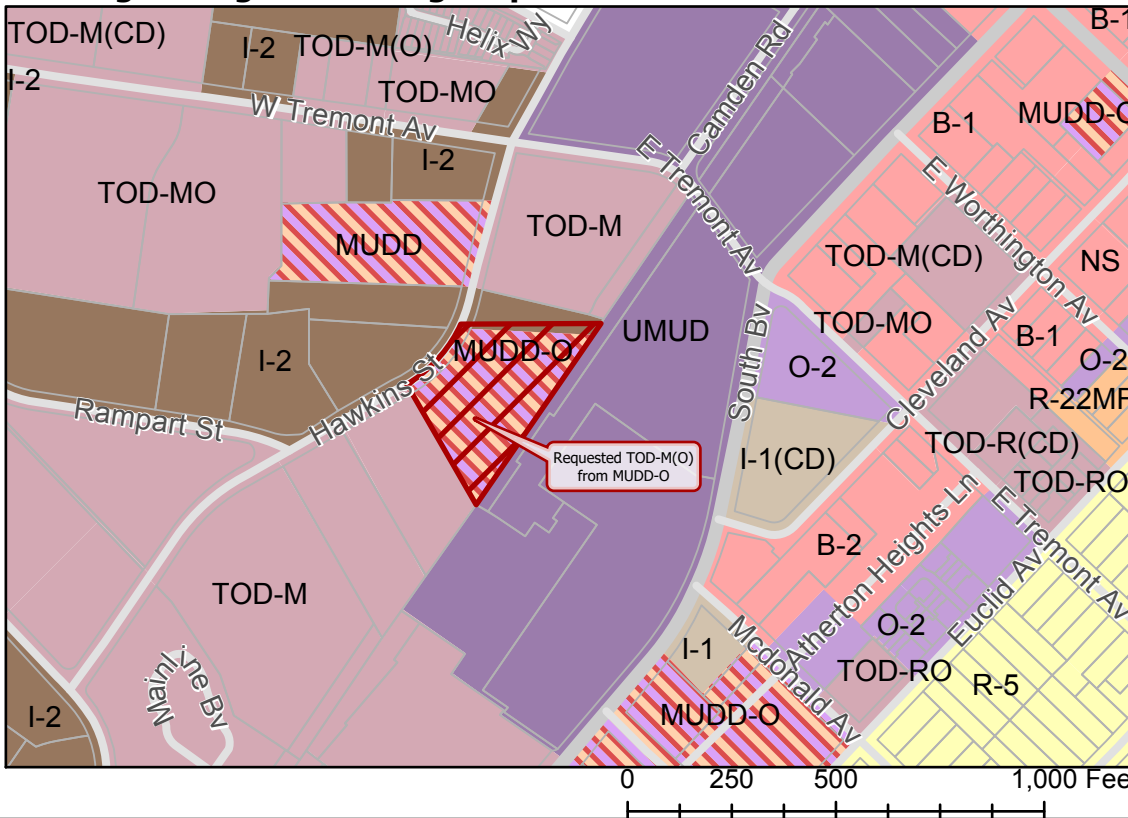 TOD-M(CD)
I-2
TOD-M(O)
Helix Wy
B-1
I-2
TOD-MO
Camden Rd
W Tremont Av
B-1
MUDD-O
I-2
E Tremont Av
E Worthington Av
TOD-MO
TOD-M
MUDD
TOD-M(CD)
NS
TOD-MO
UMUD
B-1
MUDD-O
South Bv
O-2
Cleveland Av
O-2
I-2
R-22MF
Hawkins St
Rampart St
TOD-R(CD)
Requested TOD-M(O)
from MUDD-O
I-1(CD)
TOD-RO
E Tremont Av
B-2
Atherton Heights Ln
TOD-M
Euclid Av
O-2
I-1
Mcdonald Av
TOD-RO
R-5
Mainline Bv
I-2
MUDD-O
0 250 500 1,000 Fee